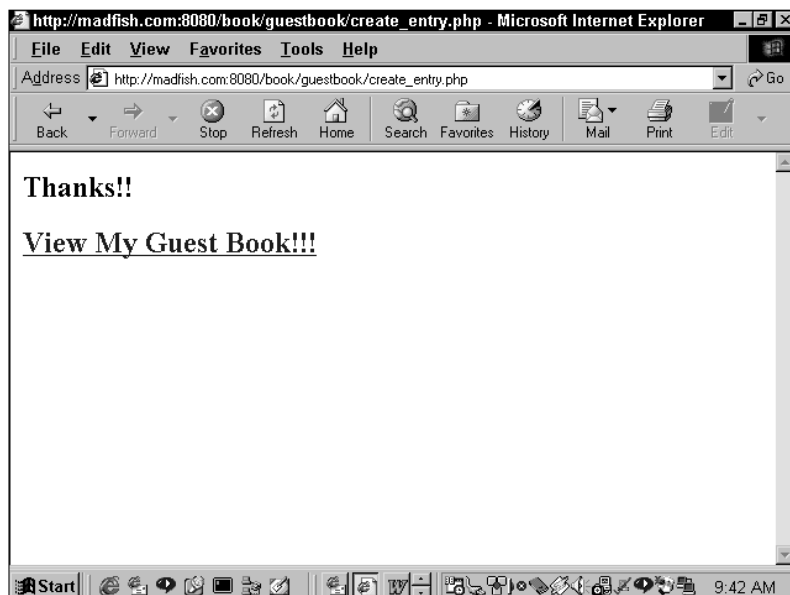 http://madfish.com:8080/book/guestbook/create_entry.php - Microsoft Internet Explorer
File Edit View Favorites Tools Help
Address http://madfish.com:8080/book/guestbook/create_entry.php Go
Back Forward Stop Refresh Home Search Favorites History Mail Print Edit
Thanks!!
View My Guest Book!!!
Start 9:42 AM